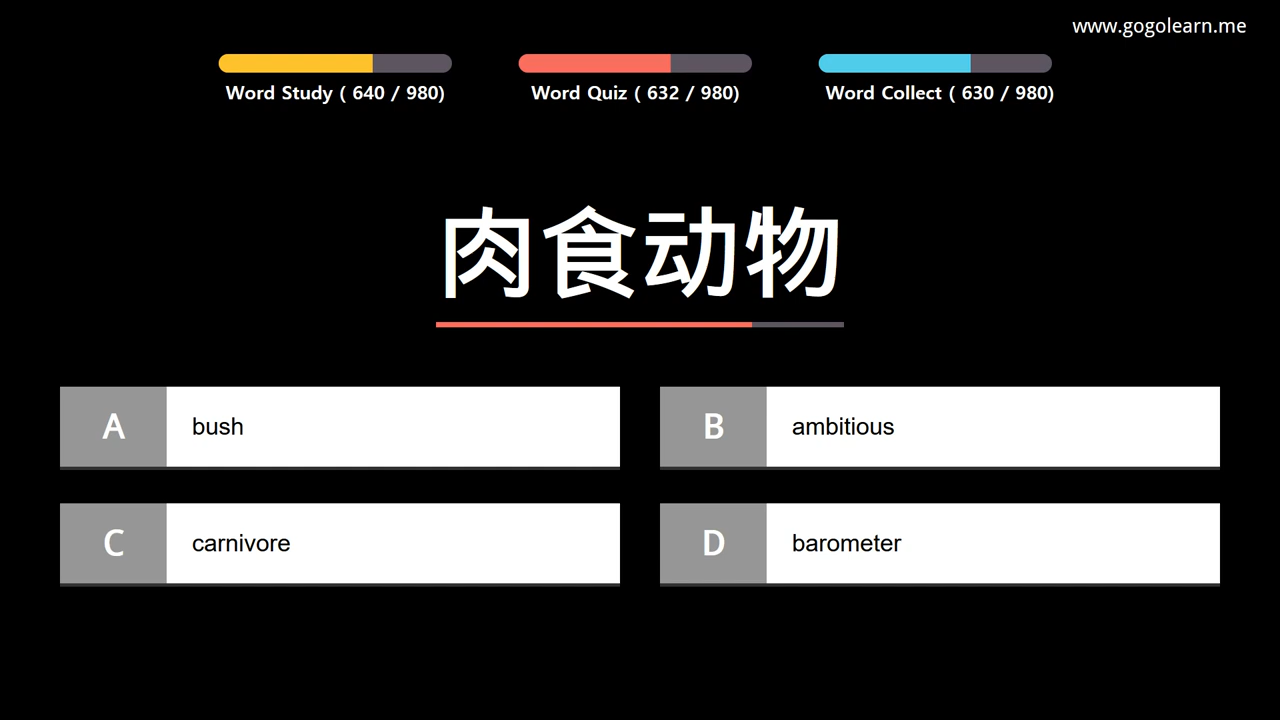 www.gogolearn.me
Word Study ( 640 / 980)
Word Quiz ( 632 / 980)
Word Collect ( 630 / 980)
肉食动物
A bush
B ambitious
C carnivore
D barometer